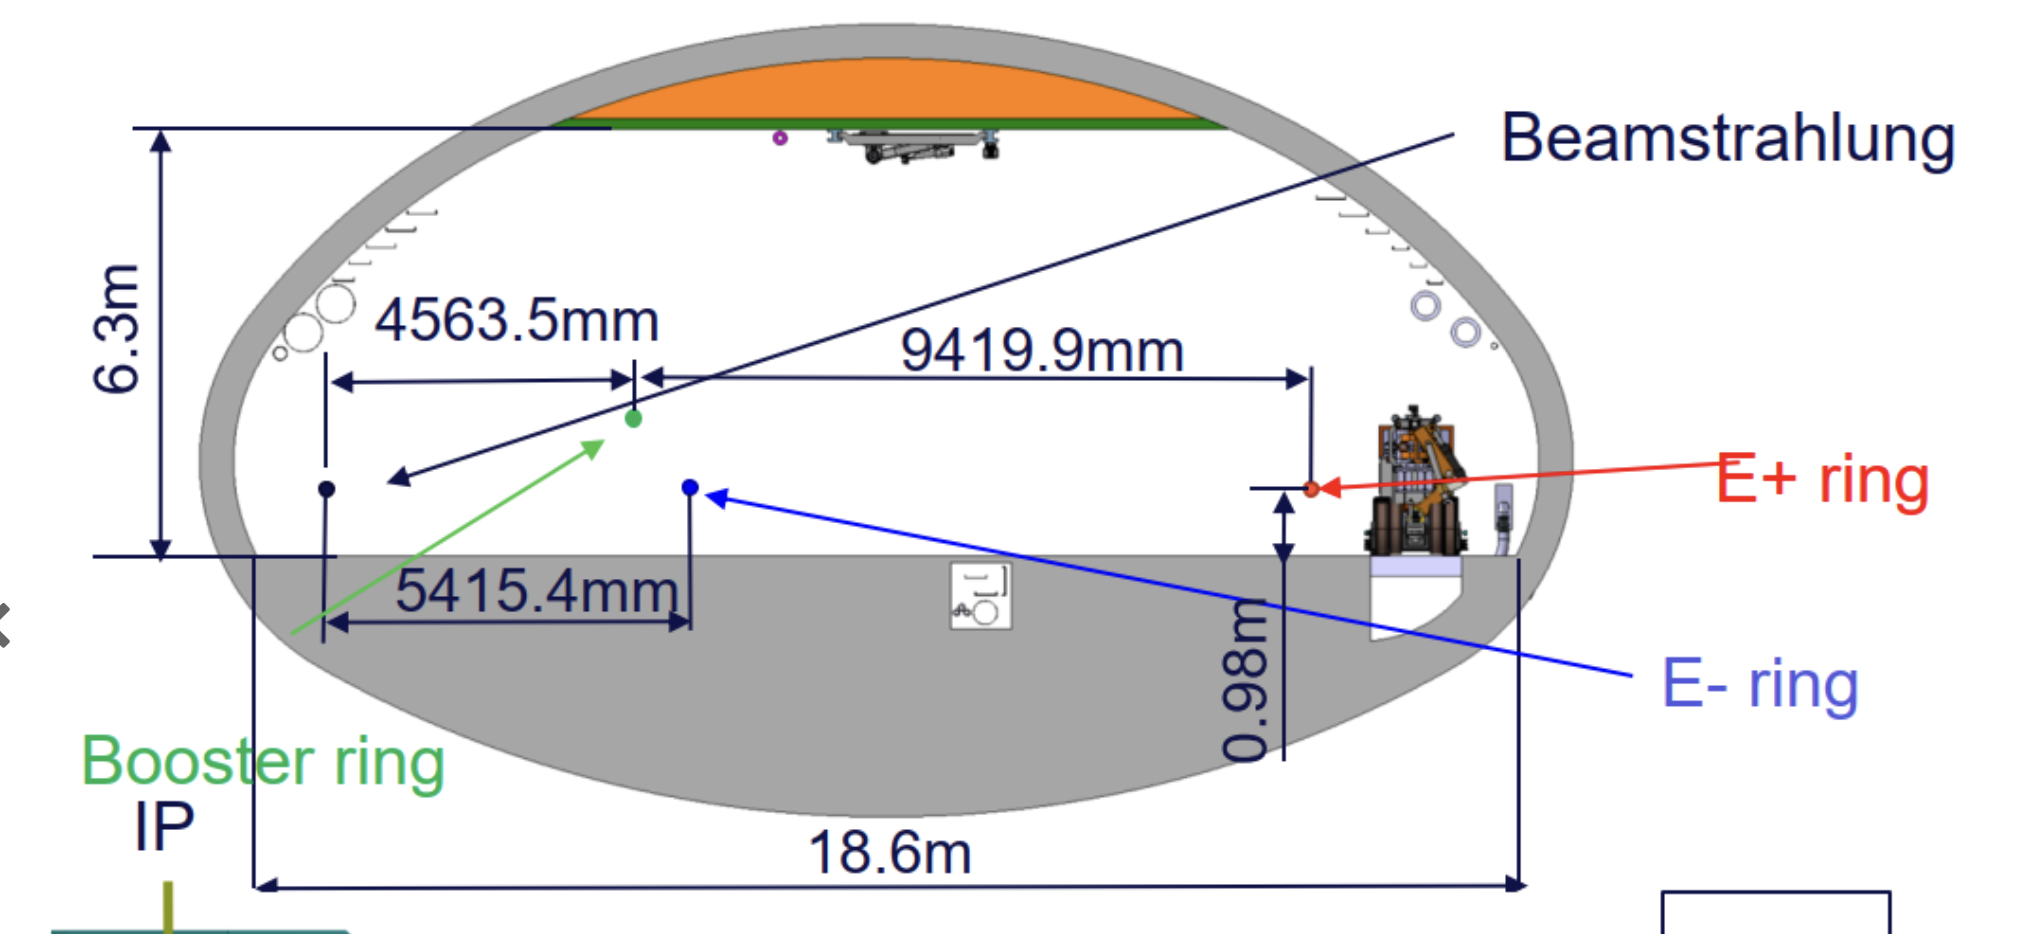 Beamstrahlung
6.3m
4563.5mm
9419.9mm
E+ ring
5415.4mm
0.98m
E- ring
Booster ring
IP
18.6m